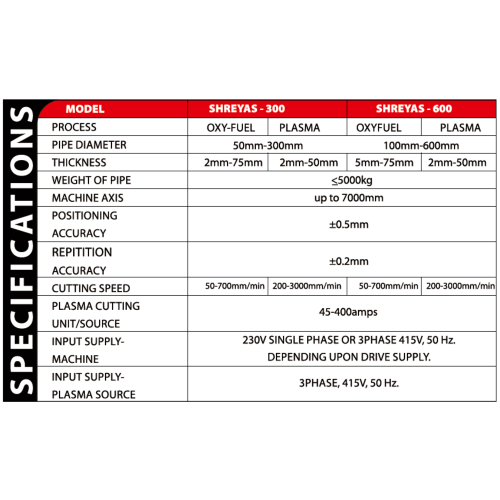 SPECIFICATIONS
MODEL SHREYAS - 300 SHREYAS - 600
PROCESS OXY-FUEL PLASMA OXYFUEL PLASMA
PIPE DIAMETER 50mm-300mm 100mm-600mm
THICKNESS 2mm-75mm 2mm-50mm 5mm-75mm 2mm-50mm
WEIGHT OF PIPE ≤5000kg
MACHINE AXIS up to 7000mm
POSITIONING
ACCURACY ±0.5mm
REPITITION
ACCURACY ±0.2mm
CUTTING SPEED 50-700mm/min 200-3000mm/min 50-700mm/min 200-3000mm/min
PLASMA CUTTING
UNIT/SOURCE 45-400amps
INPUT SUPPLY- 230V SINGLE PHASE OR 3PHASE 415V, 50 Hz.
MACHINE DEPENDING UPON DRIVE SUPPLY.
INPUT SUPPLY-
PLASMA SOURCE 3PHASE, 415V, 50 Hz.